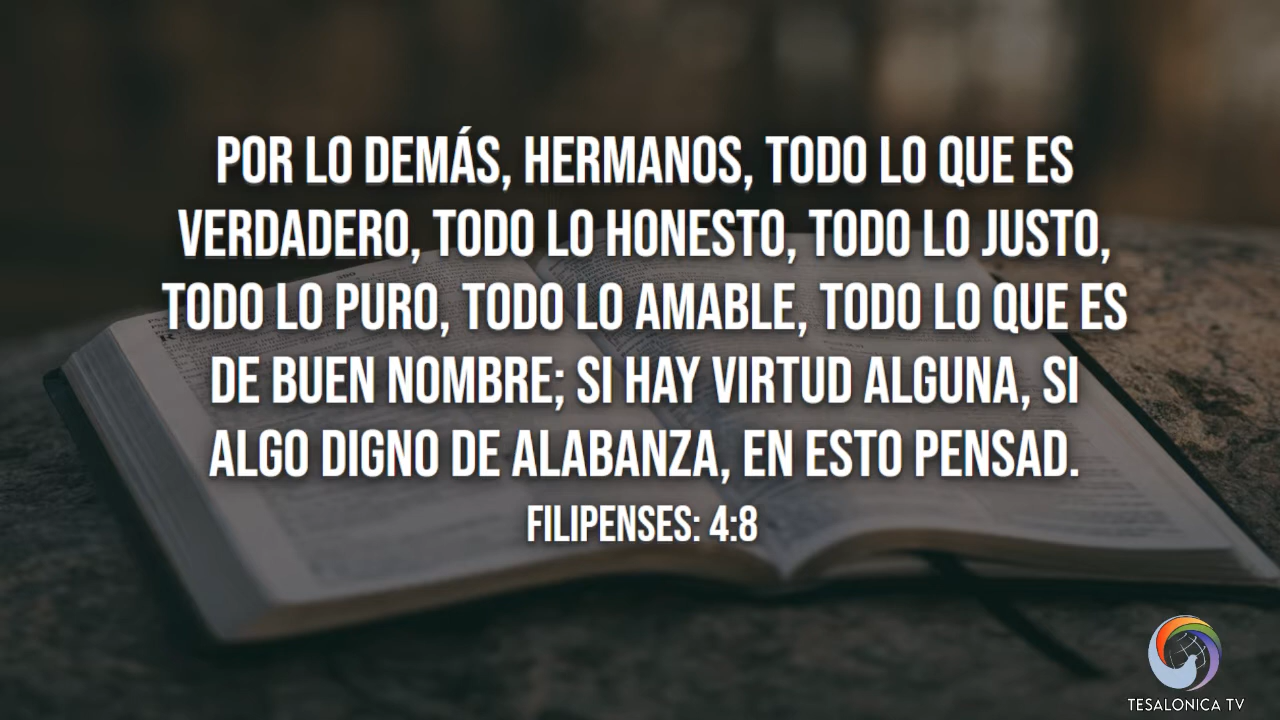 POR LO DEMÁS, HERMANOS, TODO LO QUE ES
VERDADERO, TODO LO HONESTO, TODO LO JUSTO,
TODO LO PURO, TODO LO AMABLE, TODO LO QUE ES
DE BUEN NOMBRE; SI HAY VIRTUD ALGUNA, SI
ALGO DIGNO DE ALABANZA, EN ESTO PENSAD.
FILIPENSES: 4:8
TESALONICA TV